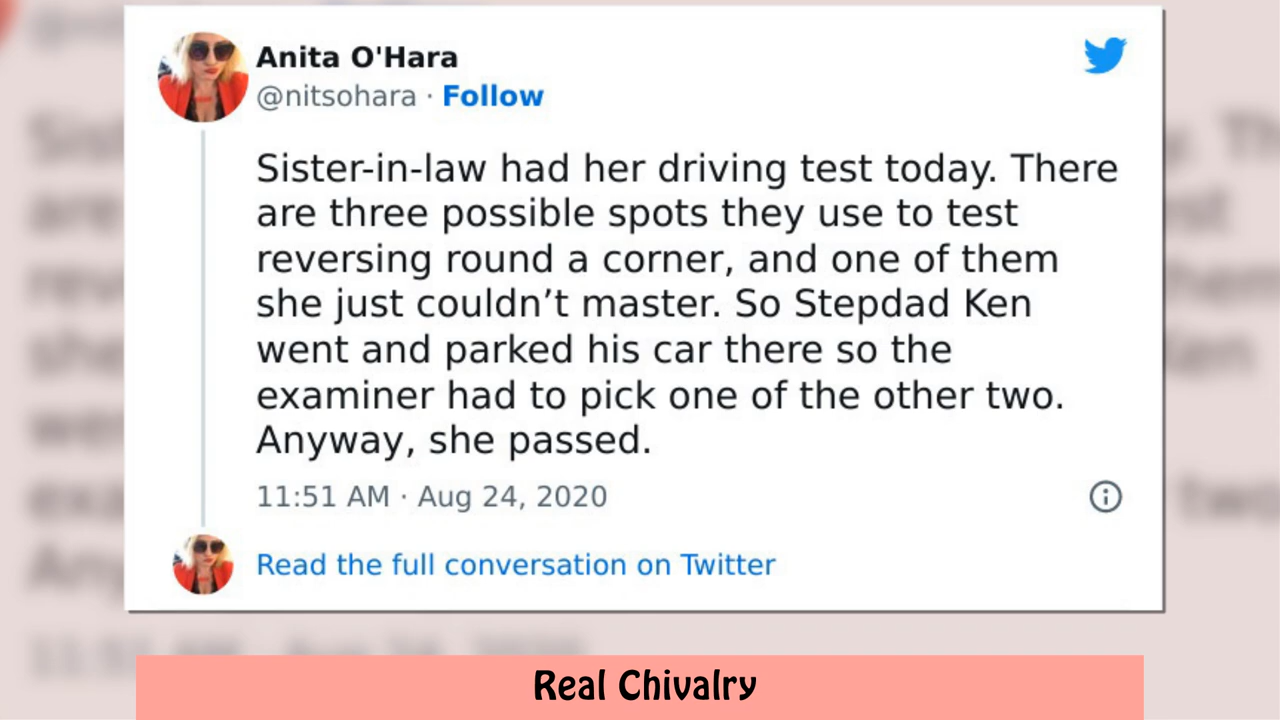 Anita O'Hara
@nitsohara · Follow
Sister-in-law had her driving test today. There
are three possible spots they use to test
reversing round a corner, and one of them
she just couldn’t master. So Stepdad Ken
went and parked his car there so the
examiner had to pick one of the other two.
Anyway, she passed.
11:51 AM · Aug 24, 2020
Read the full conversation on Twitter
Real Chivalry